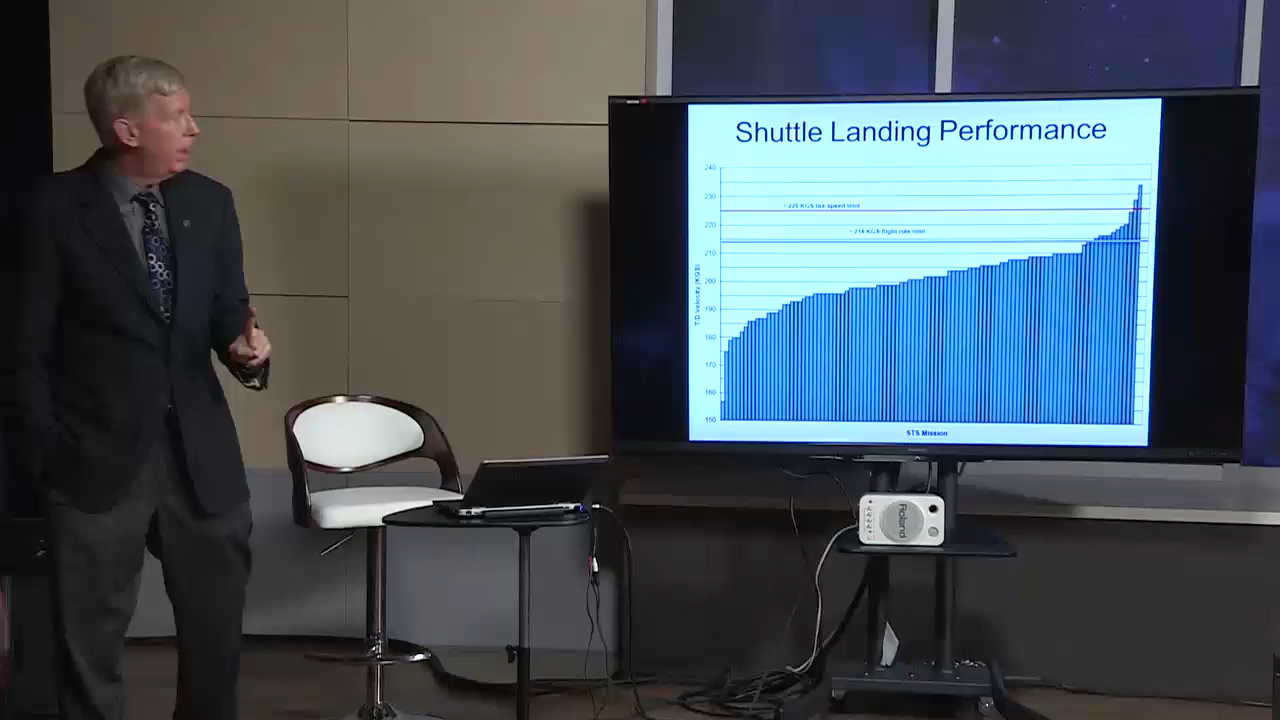 Shuttle Landing Performance
240
230
~ 225 KGS tire speed limit
220
~ 214 KGS flight rule limit
210
200
190
180
170
160
150
T/D Velocity (KGS)
STS Mission
Roland